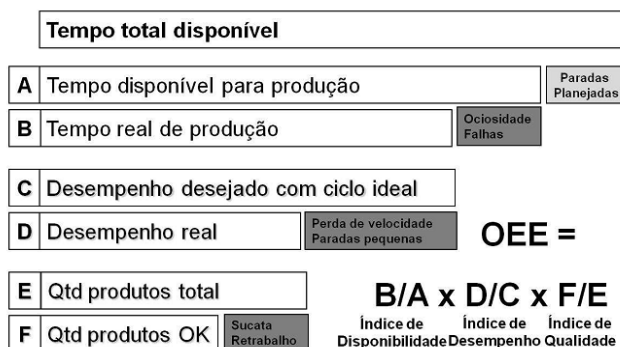 Tempo total disponível
A Tempo disponível para produção
Paradas
Planejadas
B Tempo real de produção
Ociosidade
Falhas
C Desempenho desejado com ciclo ideal
D Desempenho real
Perda de velocidade
Paradas pequenas
OEE =
E Qtd produtos total
B/A x D/C x F/E
F Qtd produtos OK
Sucata
Retrabalho
Índice de Índice de Índice de
Disponibilidade Desempenho Qualidade